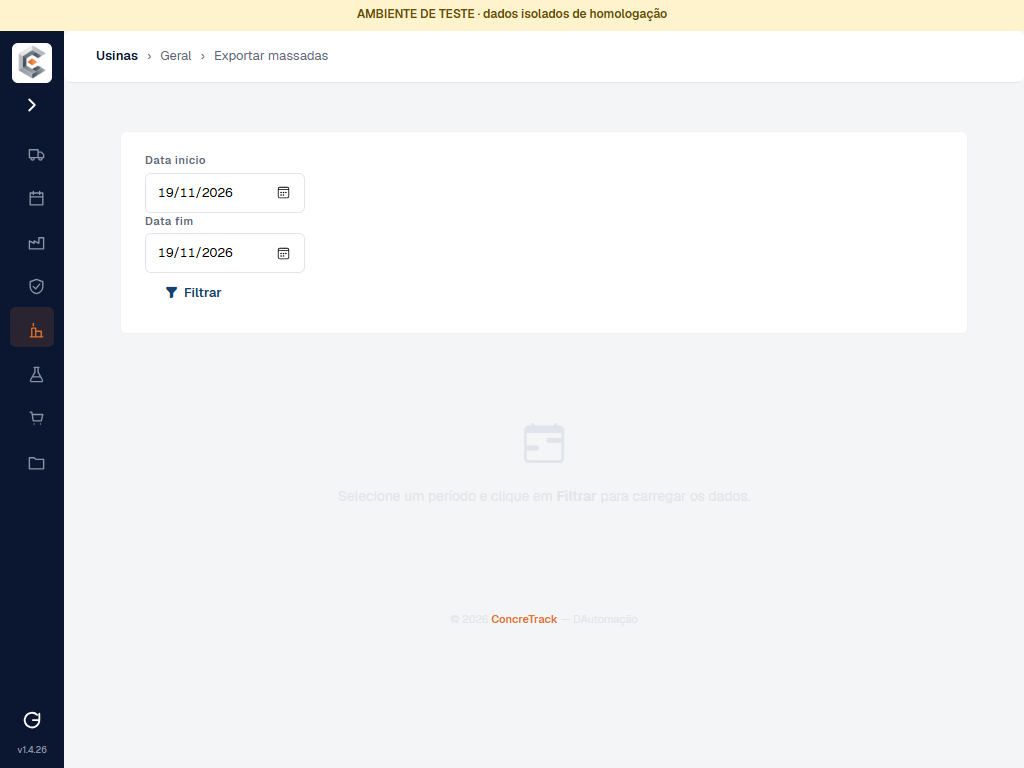 AMBIENTE DE TESTE · dados isolados de homologação
Usinas › Geral › Exportar massadas
Data início
19/11/2026
Data fim
19/11/2026
Filtrar
Selecione um período e clique em Filtrar para carregar os dados.
© 2026 ConcreTrack — DAutomação
v1.4.26